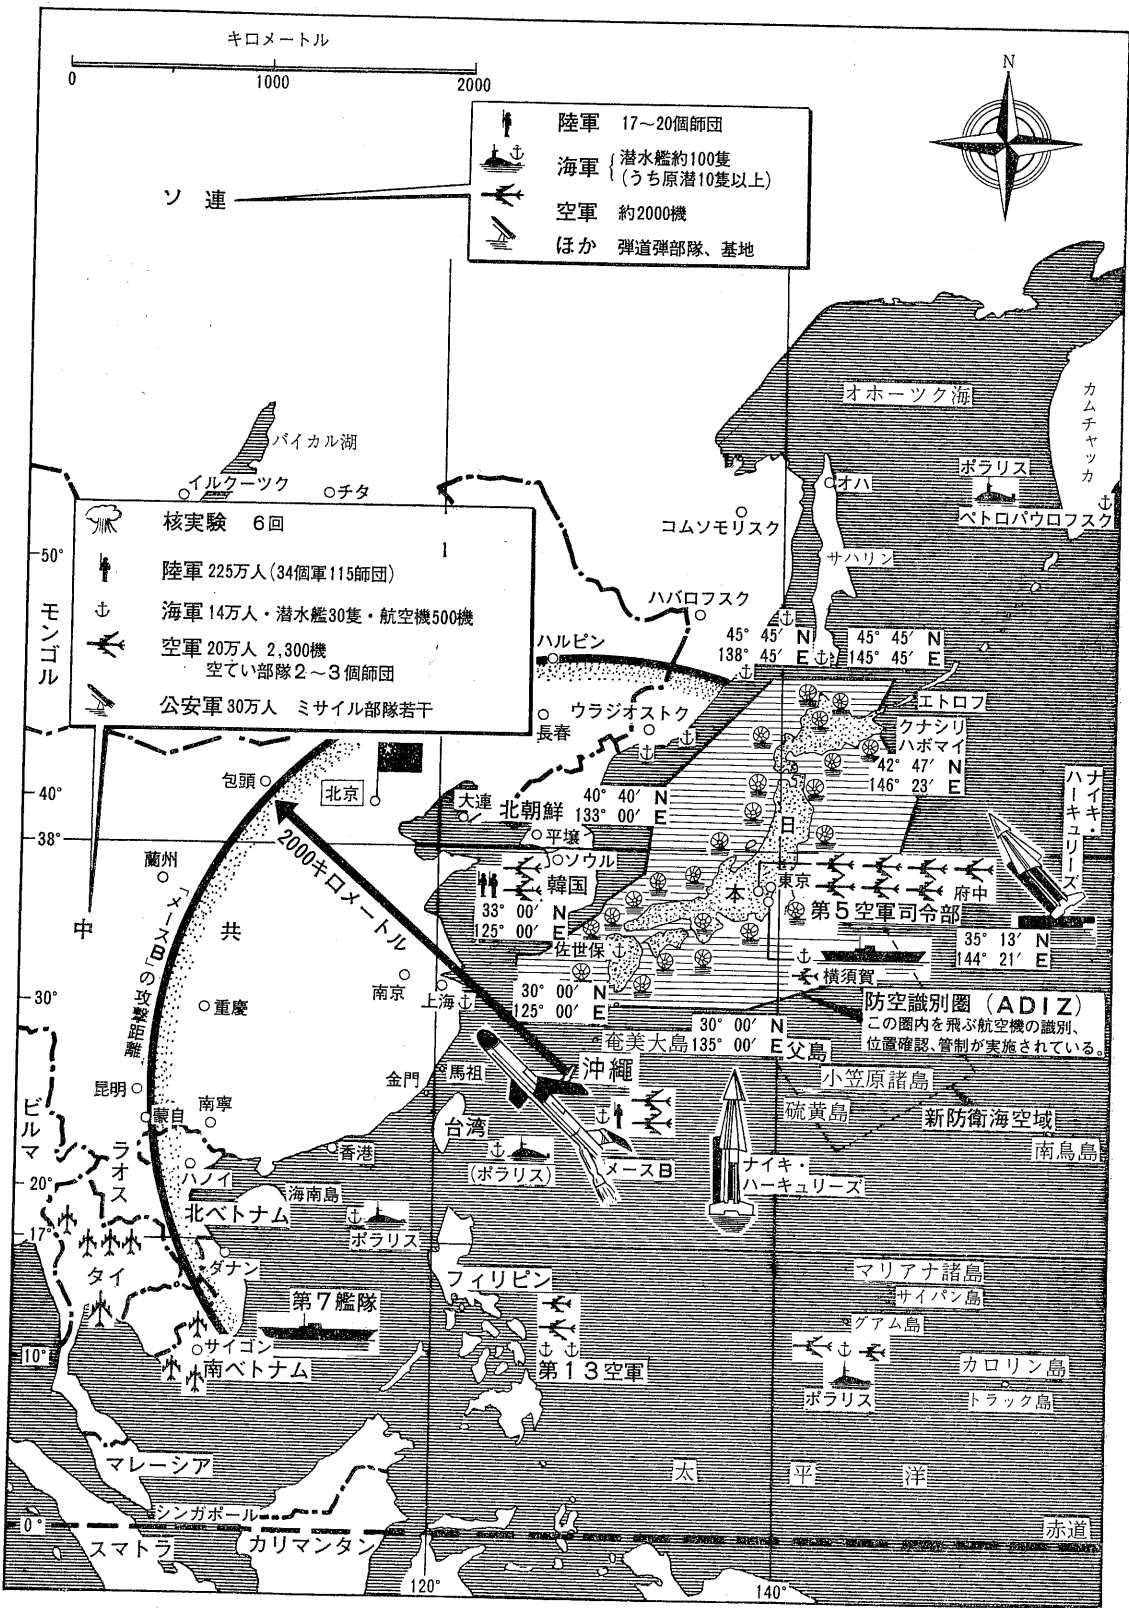 キロメートル
0 1000 2000
N
ソ連
陸軍 17～20個師団
海軍 潜水艦約100隻
(うち原潜10隻以上)
空軍 約2000機
ほか 弾道弾部隊、基地
オホーツク海
カムチャッカ
バイカル湖
イルクーツク
チタ
オハ
ポラリス
ペトロパウロフスク
コムソモリスク
サハリン
核実験 6回
陸軍 225万人(34個軍115師団)
海軍 14万人・潜水艦30隻・航空機500機
空軍 20万人 2,300機
空てい部隊2～3個師団
公安軍 30万人 ミサイル部隊若干
50°
モンゴル
ハバロフスク
ハルピン
45° 45′ N
138° 45′ E
45° 45′ N
145° 45′ E
エトロフ
クナシリ
ハボマイ
42° 47′ N
146° 23′ E
ウラジオストク
長春
包頭
北京
大連
北朝鮮
40° 40′ N
133° 00′ E
平壌
ソウル
韓国
40°
38°
ナイキ・
ハーキュリーズ
蘭州
2000キロメートル
33° 00′ N
125° 00′ E
日本
東京
府中
第5空軍司令部
35° 13′ N
144° 21′ E
中共
「メースB」の攻撃距離
佐世保
横須賀
南京
上海
重慶
30°
30° 00′ N
125° 00′ E
防空識別圏(ADIZ)
この圏内を飛ぶ航空機の識別、
位置確認、管制が実施されている。
奄美大島
30° 00′ N
135° 00′ E
父島
沖縄
小笠原諸島
硫黄島
新防衛海空域
南鳥島
昆明
蒙自
南寧
金門
馬祖
台湾
(ポラリス)
メースB
ナイキ・
ハーキュリーズ
ビルマ
ラオス
ハノイ
香港
海南島
20°
北ベトナム
ポラリス
17°
タイ
ダナン
フィリピン
マリアナ諸島
サイパン島
グアム島
第7艦隊
サイゴン
南ベトナム
10°
第13空軍
ポラリス
カロリン島
トラック島
マレーシア
太平洋
シンガポール
0°
赤道
スマトラ
カリマンタン
120°
140°